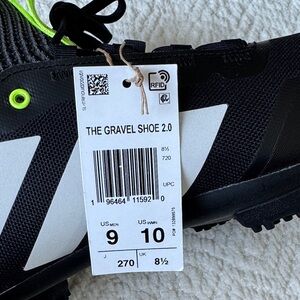 RFID
THE GRAVEL SHOE 2.0
8½
720
UPC
1 96464 11592 0
US MEN
9
US WMN
10
J
270
UK
8½